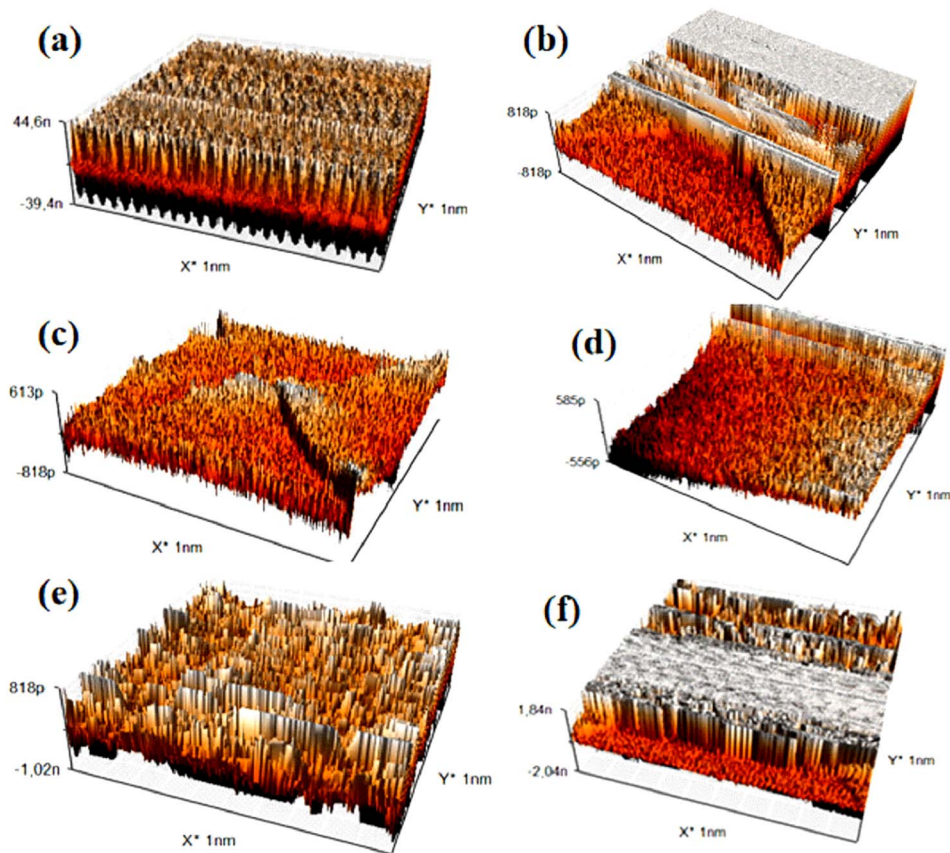 (a)
44,6n
-39,4n
X* 1nm
Y* 1nm
(b)
818p
-818p
X* 1nm
Y* 1nm
(c)
613p
-818p
X* 1nm
Y* 1nm
(d)
585p
-556p
X* 1nm
Y* 1nm
(e)
818p
-1,02n
X* 1nm
Y* 1nm
(f)
1,84n
-2,04n
X* 1nm
Y* 1nm